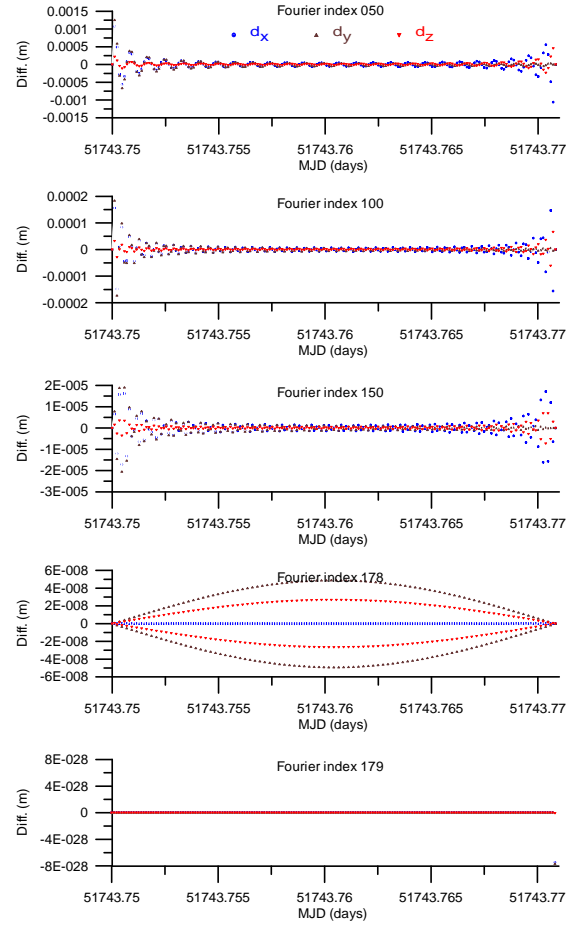 Fourier index 050
d_x d_y d_z
Diff. (m)
0.0015
0.001
0.0005
0
-0.0005
-0.001
-0.0015
51743.75 51743.755 51743.76 51743.765 51743.77
MJD (days)
Fourier index 100
Diff. (m)
0.0002
0.0001
0
-0.0001
-0.0002
51743.75 51743.755 51743.76 51743.765 51743.77
MJD (days)
Fourier index 150
Diff. (m)
2E-005
1E-005
0
-1E-005
-2E-005
-3E-005
51743.75 51743.755 51743.76 51743.765 51743.77
MJD (days)
Fourier index 178
Diff. (m)
6E-008
4E-008
2E-008
0
-2E-008
-4E-008
-6E-008
51743.75 51743.755 51743.76 51743.765 51743.77
MJD (days)
Fourier index 179
Diff. (m)
8E-028
4E-028
0
-4E-028
-8E-028
51743.75 51743.755 51743.76 51743.765 51743.77
MJD (days)